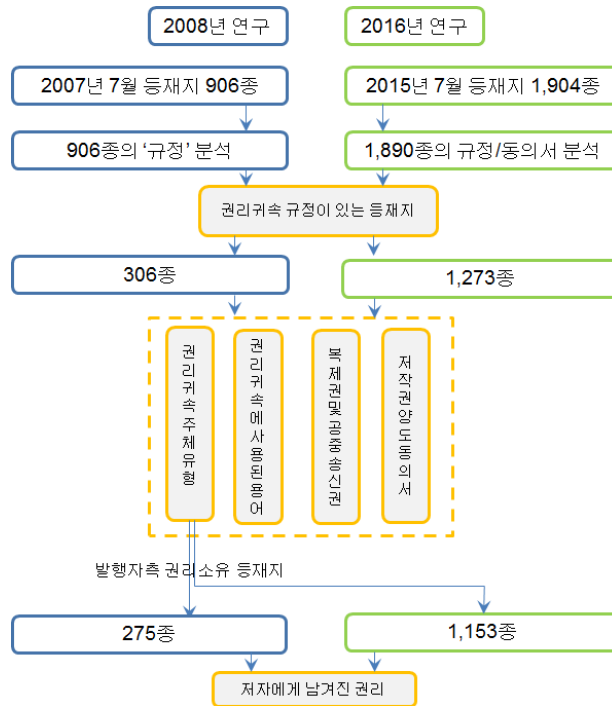 2008년 연구
2016년 연구
2007년 7월 등재지 906종
2015년 7월 등재지 1,904종
906종의 ‘규정’ 분석
1,890종의 규정/동의서 분석
권리귀속 규정이 있는 등재지
306종
1,273종
권리귀속주체유형
권리귀속에사용된용어
복제권및공중송신권
저작권양도동의서
발행자측 권리소유 등재지
275종
1,153종
저자에게 남겨진 권리